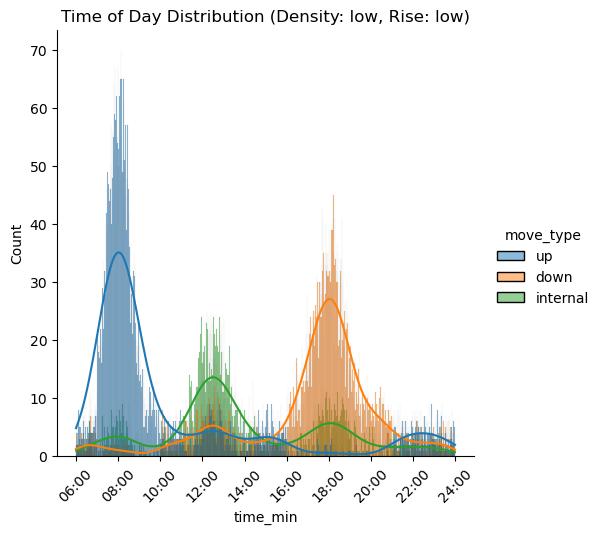 Time of Day Distribution (Density: low, Rise: low)
70
60
50
40
30
20
10
0
Count
06:00
08:00
10:00
12:00
14:00
16:00
18:00
20:00
22:00
24:00
time_min
move_type
up
down
internal